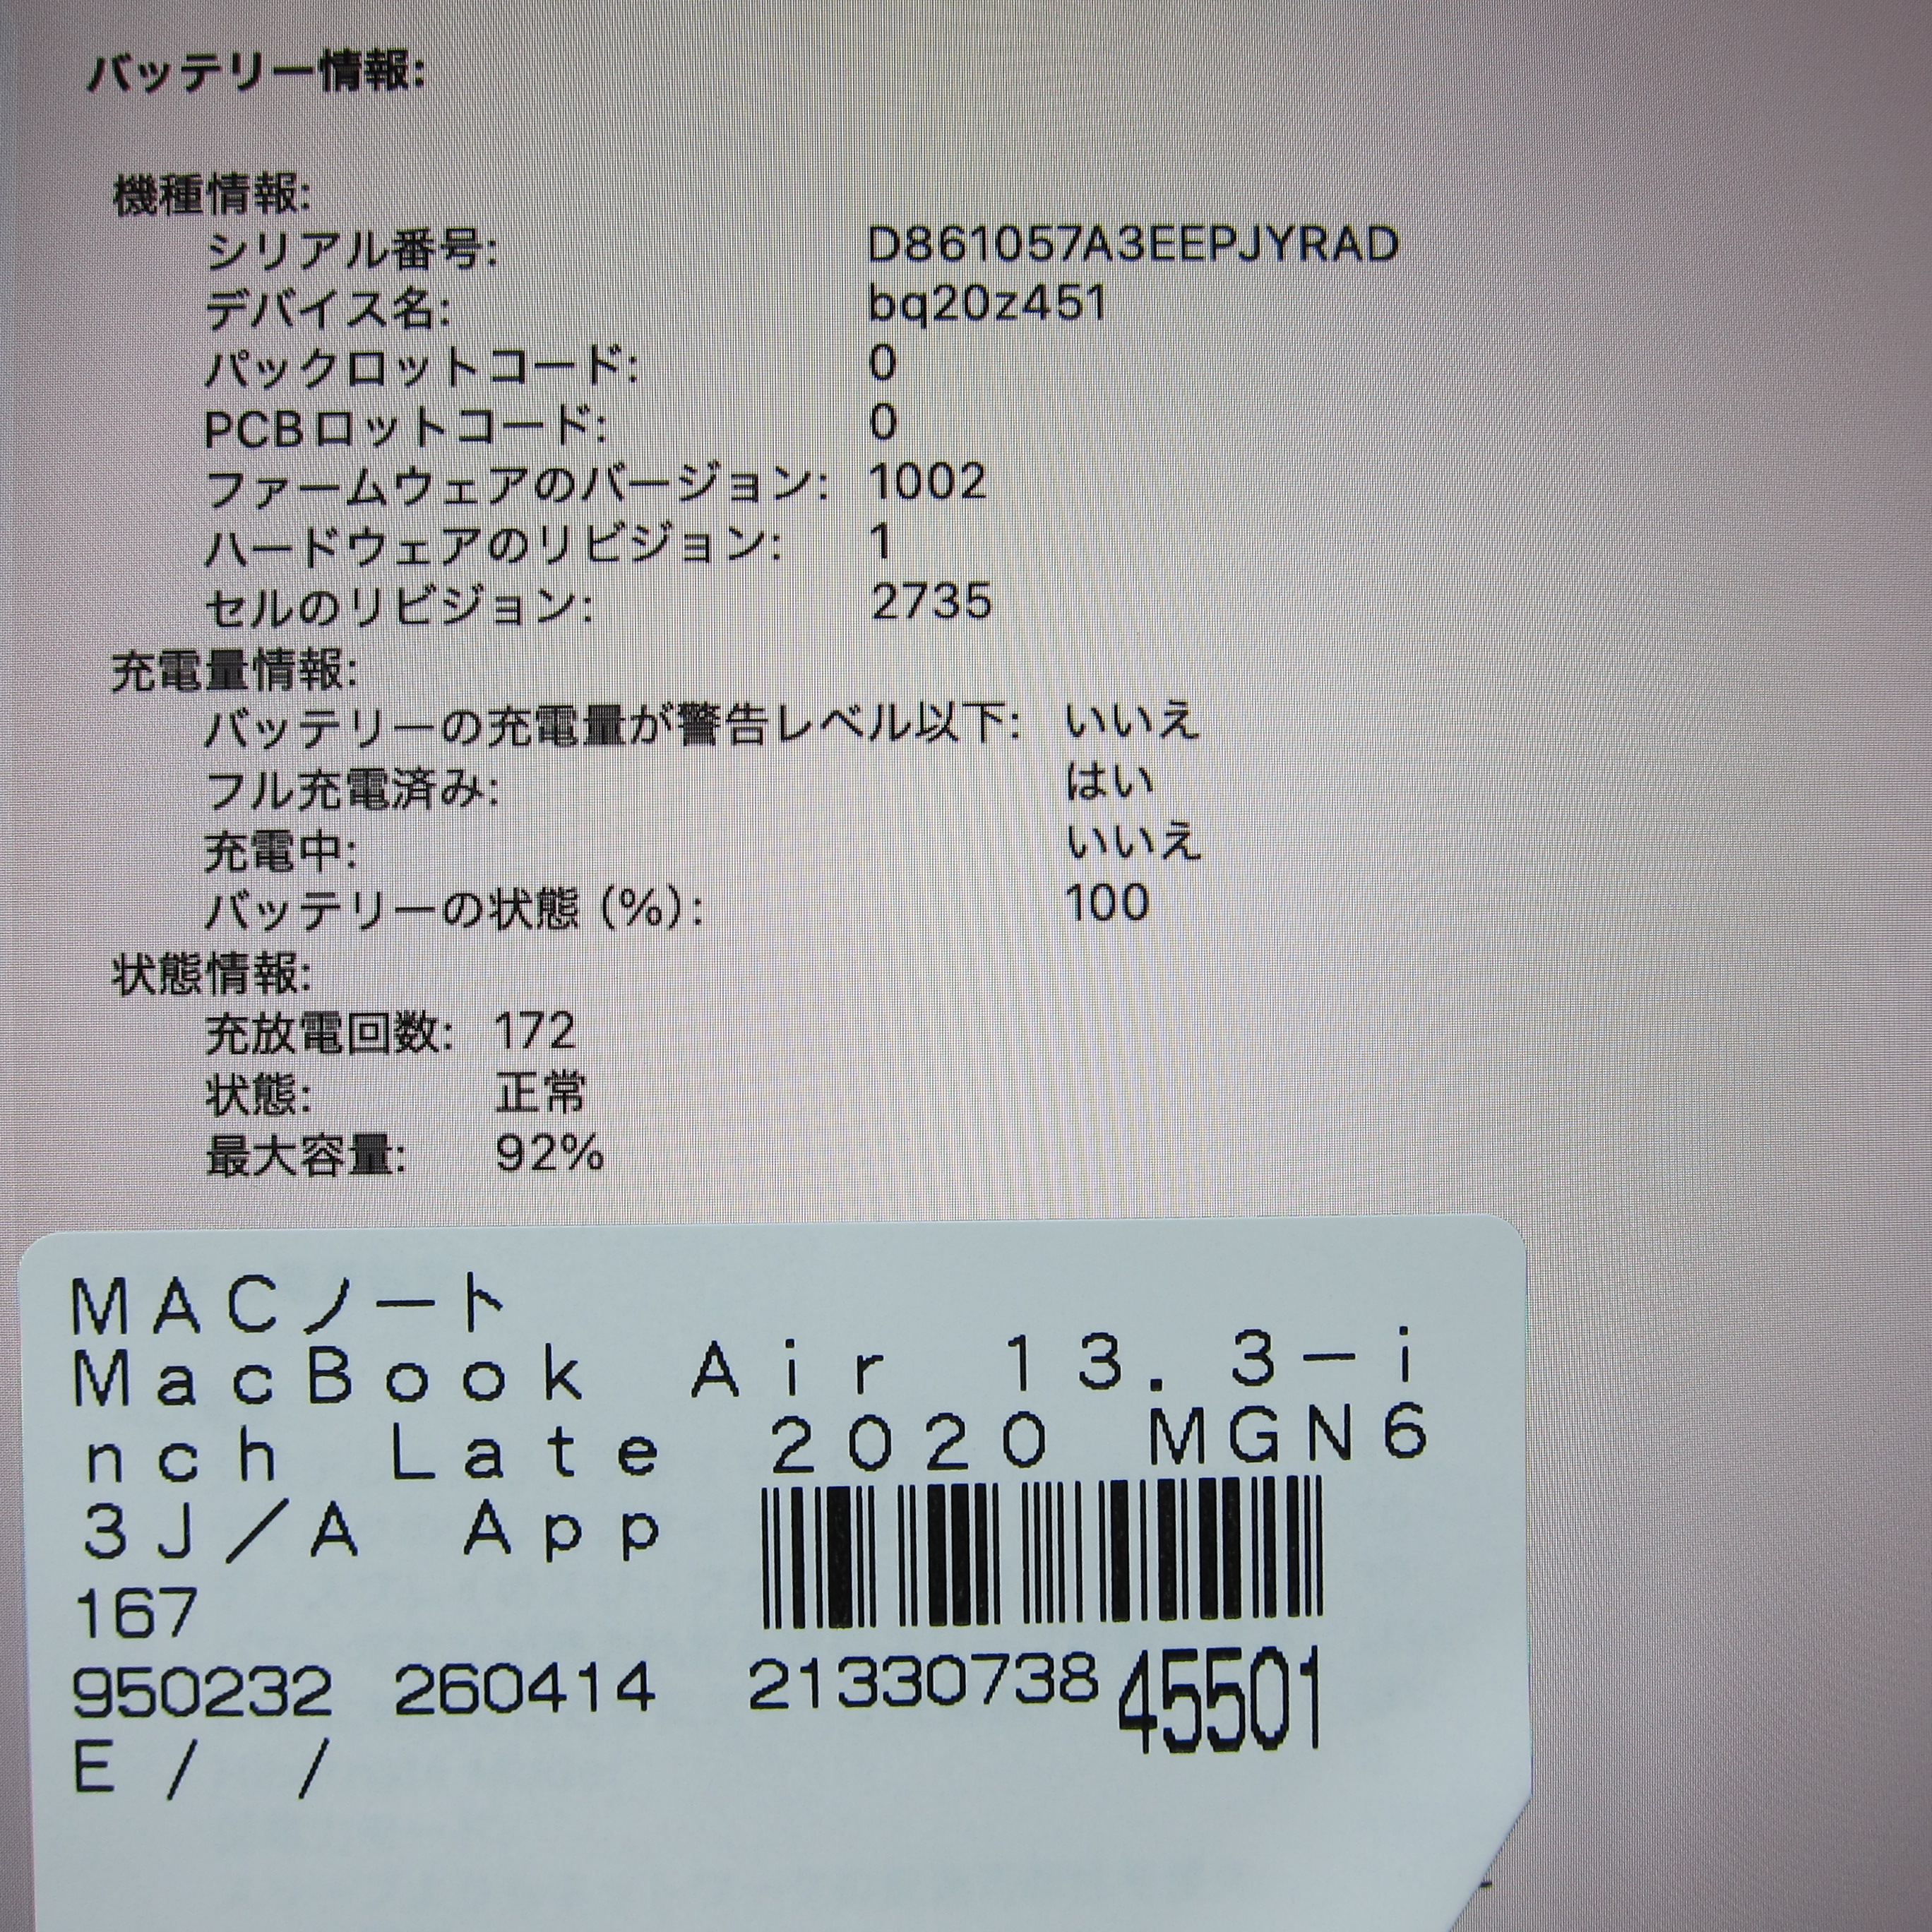 バッテリー情報:
機種情報:
シリアル番号: D861057A3EEPJYRAD
デバイス名: bq20z451
パックロットコード: 0
PCBロットコード: 0
ファームウェアのバージョン: 1002
ハードウェアのリビジョン: 1
セルのリビジョン: 2735
充電量情報:
バッテリーの充電量が警告レベル以下: いいえ
フル充電済み: はい
充電中: いいえ
バッテリーの状態 (%): 100
状態情報:
充放電回数: 172
状態: 正常
最大容量: 92%
MACノート
MacBook Air 13.3-i
nch Late 2020 MGN6
3J/A App
167
950232 260414 21330738 45501
E / /